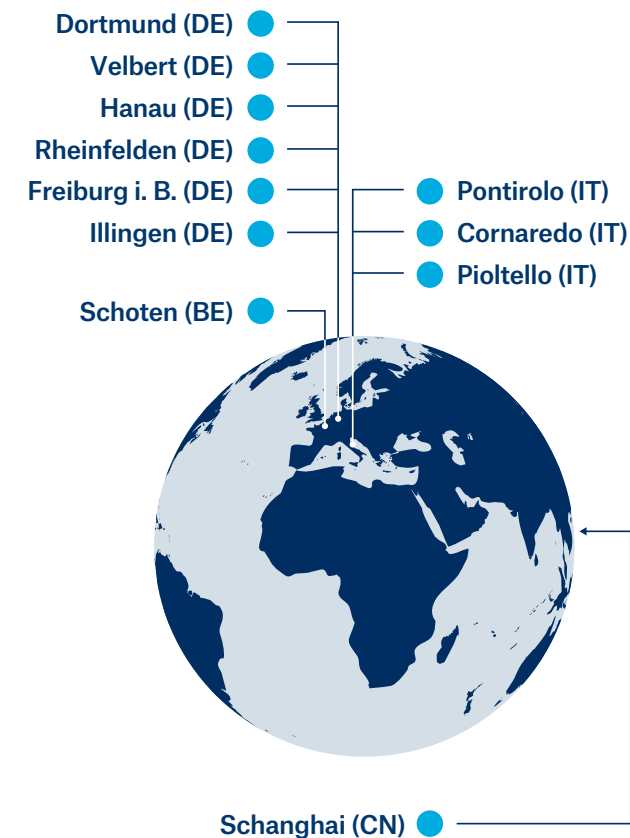 Dortmund (DE)
Velbert (DE)
Hanau (DE)
Rheinfelden (DE)
Freiburg i. B. (DE)
Illingen (DE)
Schoten (BE)
Pontirolo (IT)
Cornaredo (IT)
Pioltello (IT)
Schanghai (CN)